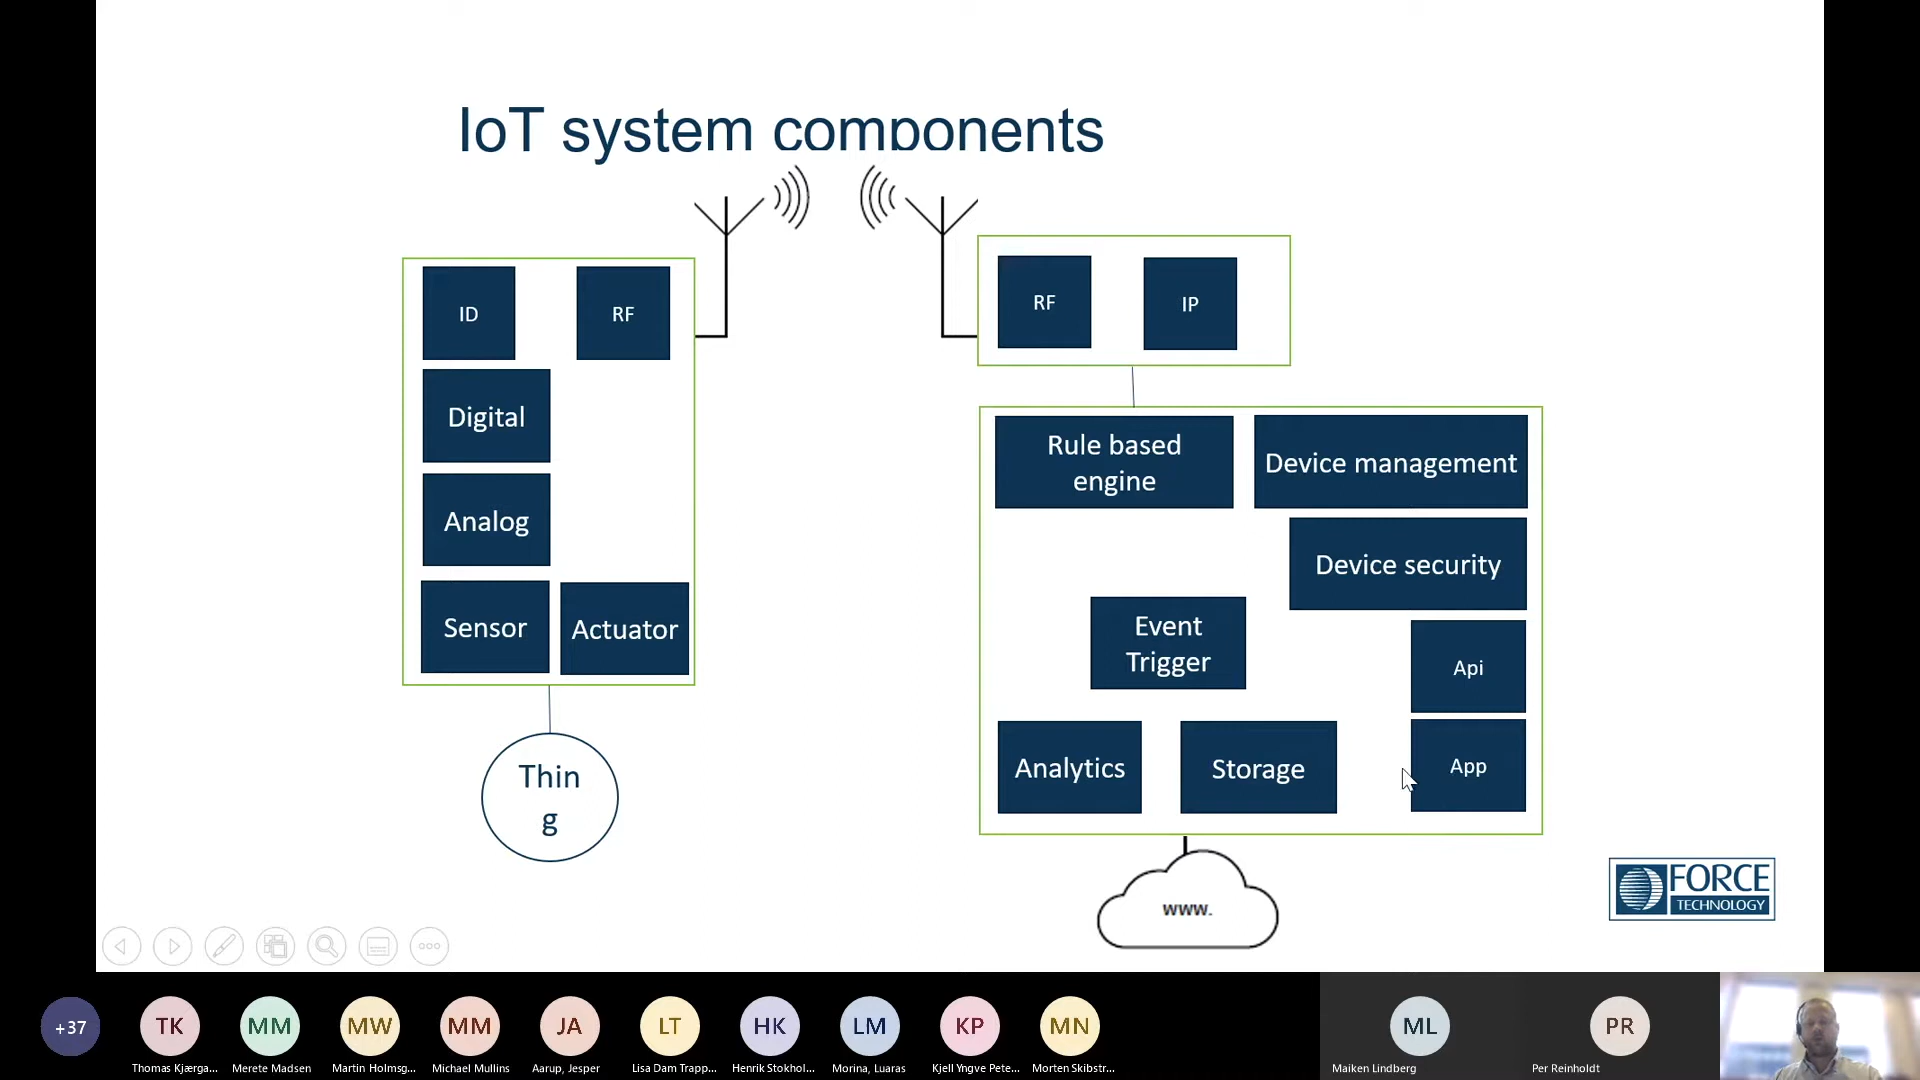 IoT system components
ID
RF
Digital
Analog
Sensor
Actuator
Thin
g
RF
IP
Rule based
engine
Device management
Device security
Event
Trigger
Api
Analytics
Storage
App
www.
FORCE
TECHNOLOGY
+37
TK
MM
MW
MM
JA
LT
HK
LM
KP
MN
ML
PR
Thomas Kjærga...
Merete Madsen
Martin Holmsg...
Michael Mullins
Aarup, Jesper
Lisa Dam Trapp...
Henrik Stokhol...
Morina, Luaras
Kjell Yngve Pete...
Morten Skibstr...
Maiken Lindberg
Per Reinholdt